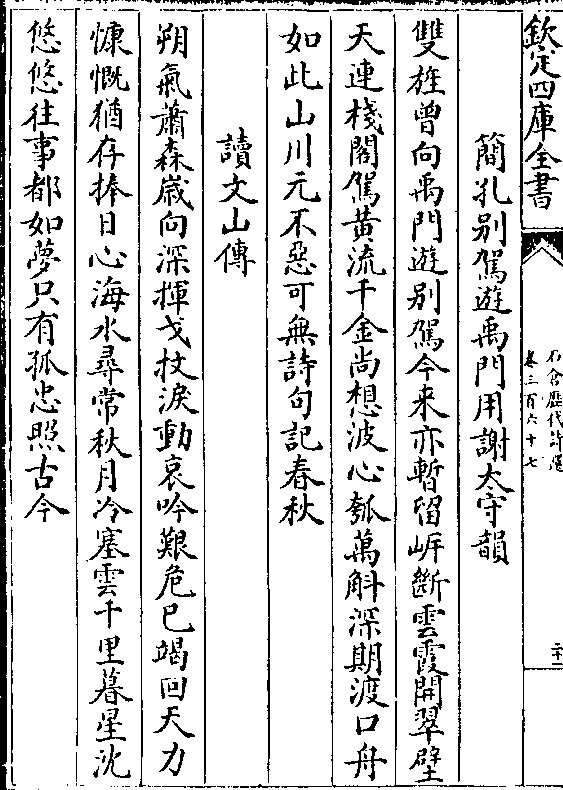 欽定四庫全書
石倉歷代詩選
卷三百六十七
二十一
簡孔别駕遊禹門用謝太守韻
雙旌曾向禹門遊别駕今来亦暫留岍斷雲霞開翠壁
天連棧閣駕黃流千金尚想波心瓠萬斛深期渡口舟
如此山川元不惡可無詩句記春秋
讀文山傳
朔氣蕭森嵗向深揮戈抆淚動哀吟艱危已竭回天力
慷慨猶存捧日心海水尋常秋月冷塞雲千里暮星沈
悠悠往事都如夢只有孤忠照古今